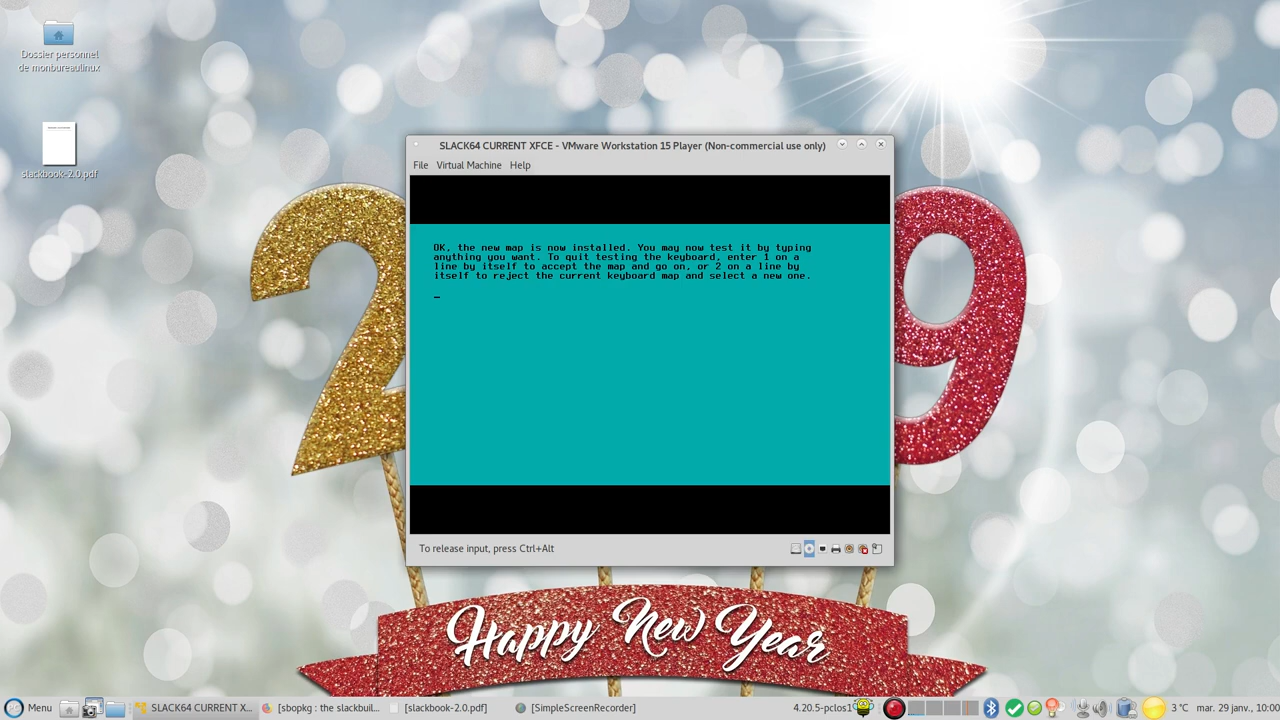 Dossier personnel
de monbureaulinux
slackbook-2.0.pdf
SLACK64 CURRENT XFCE - VMware Workstation 15 Player (Non-commercial use only)
File Virtual Machine Help
OK, the new map is now installed. You may now test it by typing
anything you want. To quit testing the keyboard, enter 1 on a
line by itself to accept the map and go on, or 2 on a line by
itself to reject the current keyboard map and select a new one.
To release input, press Ctrl+Alt
2 9
Happy New Year
Menu SLACK64 CURRENT X... [sbopkg : the slackbuil... [slackbook-2.0.pdf] [SimpleScreenRecorder] 4.20.5-pclos1 3 °C mar. 29 janv., 10:00